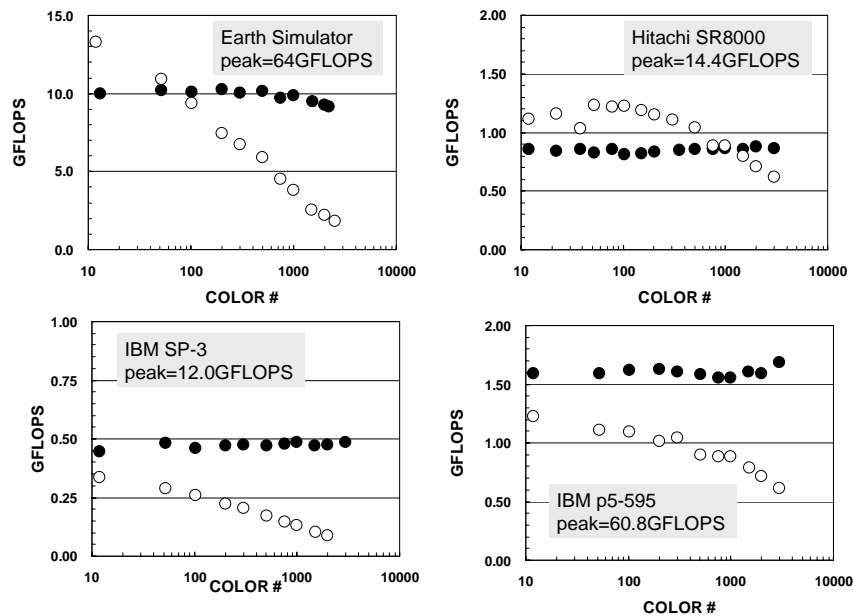 15.0
Earth Simulator
peak=64GFLOPS
10.0
GFLOPS
5.0
0.0
10 100 1000 10000
COLOR #
2.00
Hitachi SR8000
peak=14.4GFLOPS
1.50
GFLOPS
1.00
0.50
0.00
10 100 1000 10000
COLOR #
1.00
IBM SP-3
peak=12.0GFLOPS
0.75
GFLOPS
0.50
0.25
0.00
10 100 1000 10000
COLOR #
2.00
1.50
GFLOPS
1.00
0.50
IBM p5-595
peak=60.8GFLOPS
0.00
10 100 1000 10000
COLOR #